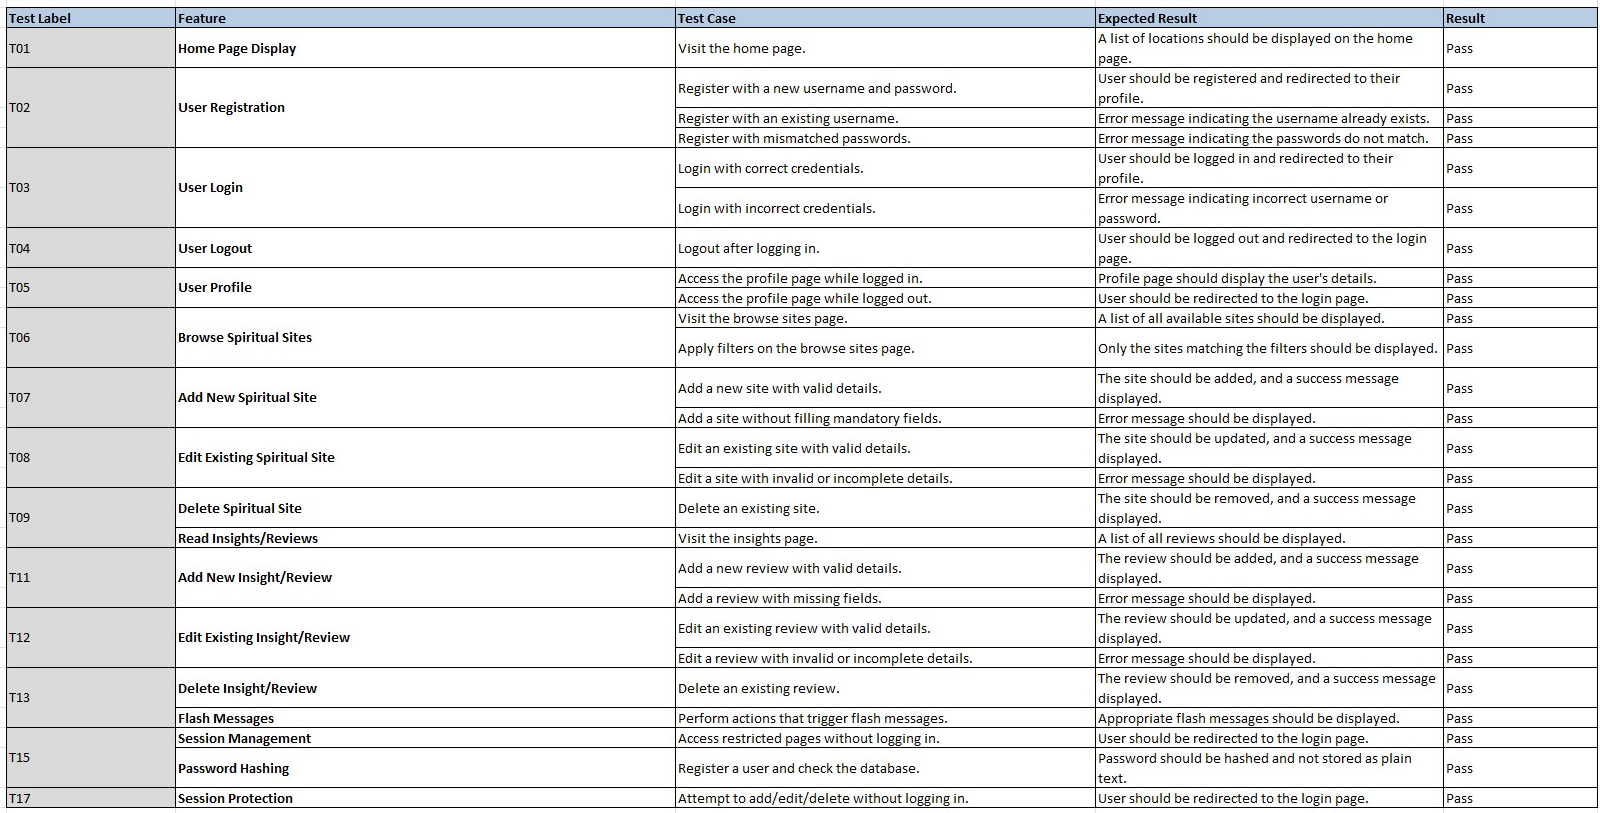 Test Label Feature Test Case Expected Result Result
T01 Home Page Display Visit the home page. A list of locations should be displayed on the home
page. Pass
T02 User Registration Register with a new username and password. User should be registered and redirected to their
profile. Pass
Register with an existing username. Error message indicating the username already exists. Pass
Register with mismatched passwords. Error message indicating the passwords do not match. Pass
T03 User Login Login with correct credentials. User should be logged in and redirected to their
profile. Pass
Login with incorrect credentials. Error message indicating incorrect username or
password. Pass
T04 User Logout Logout after logging in. User should be logged out and redirected to the login
page. Pass
T05 User Profile Access the profile page while logged in. Profile page should display the user's details. Pass
Access the profile page while logged out. User should be redirected to the login page. Pass
T06 Browse Spiritual Sites Visit the browse sites page. A list of all available sites should be displayed. Pass
Apply filters on the browse sites page. Only the sites matching the filters should be displayed. Pass
T07 Add New Spiritual Site Add a new site with valid details. The site should be added, and a success message
displayed. Pass
Add a site without filling mandatory fields. Error message should be displayed. Pass
T08 Edit Existing Spiritual Site Edit an existing site with valid details. The site should be updated, and a success message
displayed. Pass
Edit a site with invalid or incomplete details. Error message should be displayed. Pass
T09 Delete Spiritual Site Delete an existing site. The site should be removed, and a success message
displayed. Pass
Read Insights/Reviews Visit the insights page. A list of all reviews should be displayed. Pass
T11 Add New Insight/Review Add a new review with valid details. The review should be added, and a success message
displayed. Pass
Add a review with missing fields. Error message should be displayed. Pass
T12 Edit Existing Insight/Review Edit an existing review with valid details. The review should be updated, and a success message
displayed. Pass
Edit a review with invalid or incomplete details. Error message should be displayed. Pass
T13 Delete Insight/Review Delete an existing review. The review should be removed, and a success message
displayed. Pass
Flash Messages Perform actions that trigger flash messages. Appropriate flash messages should be displayed. Pass
T15 Session Management Access restricted pages without logging in. User should be redirected to the login page. Pass
Password Hashing Register a user and check the database. Password should be hashed and not stored as plain
text. Pass
T17 Session Protection Attempt to add/edit/delete without logging in. User should be redirected to the login page. Pass